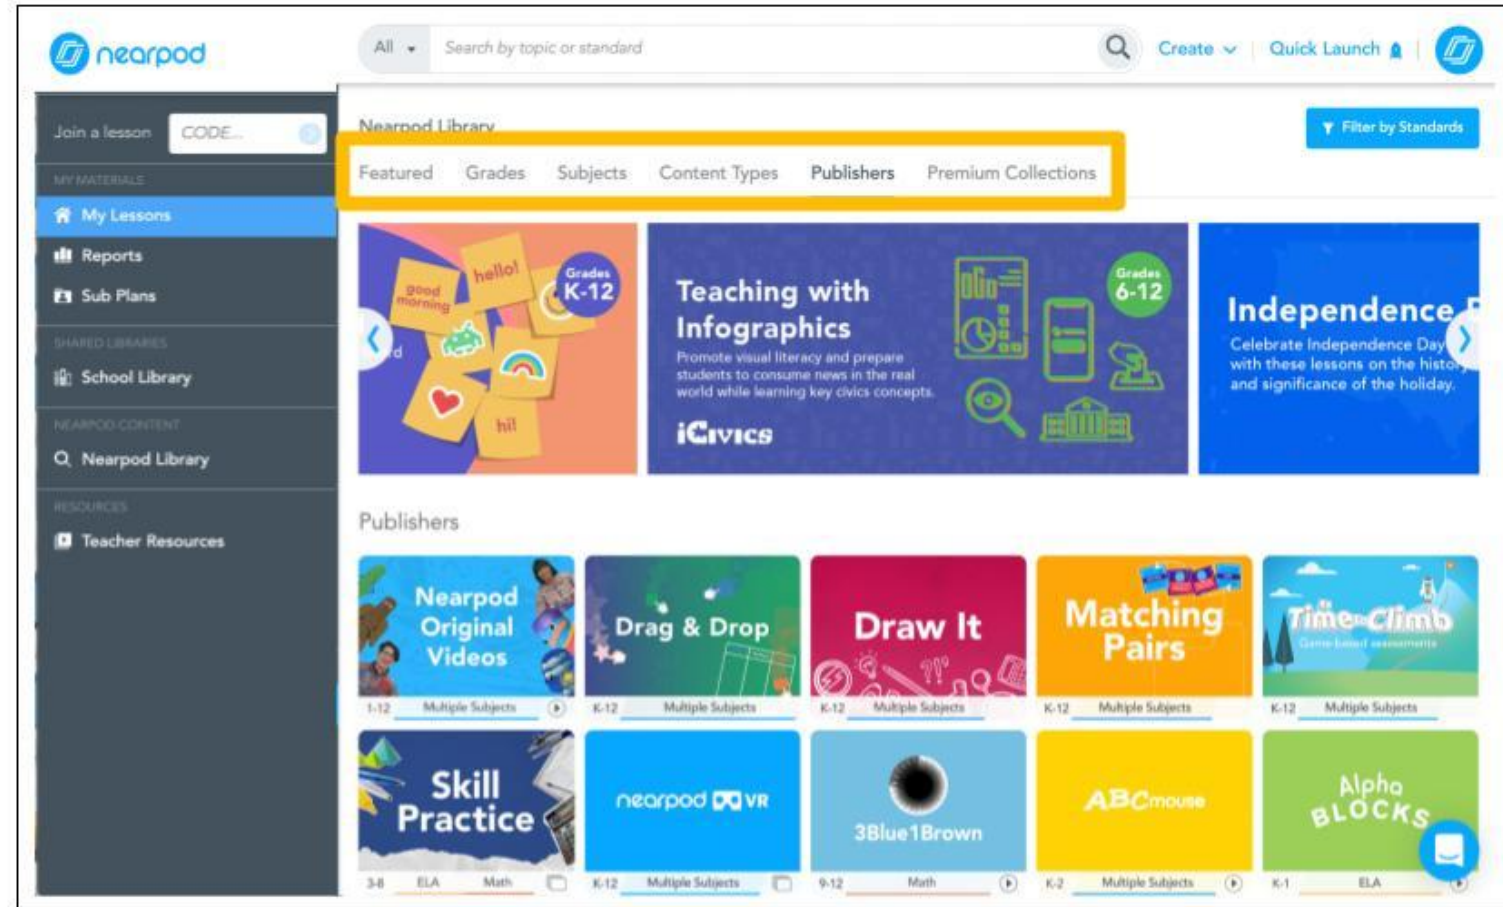 nearpod
All
Search by topic or standard
Create
Quick Launch
Join a lesson
CODE...
MY MATERIALS
My Lessons
Reports
Sub Plans
SHARED LIBRARIES
School Library
NEARPOD CONTENT
Nearpod Library
RESOURCES
Teacher Resources
Nearpod Library
Filter by Standards
Featured Grades Subjects Content Types Publishers Premium Collections
good
morning
hello!
hi!
Grades
K-12
Teaching with
Infographics
Promote visual literacy and prepare
students to consume news in the real
world while learning key civics concepts.
iCivics
Grades
6-12
Independence
Celebrate Independence Day
with these lessons on the history
and significance of the holiday.
Publishers
Nearpod
Original
Videos
1-12 Multiple Subjects
Drag & Drop
K-12 Multiple Subjects
Draw It
K-12 Multiple Subjects
Matching
Pairs
K-12 Multiple Subjects
Time to Climb
Game-based assessments
K-12 Multiple Subjects
Skill
Practice
3-8 ELA Math
nearpod VR
K-12 Multiple Subjects
3Blue1Brown
9-12 Math
ABCmouse
K-2 Multiple Subjects
Alpha
BLOCKS
K-1 ELA